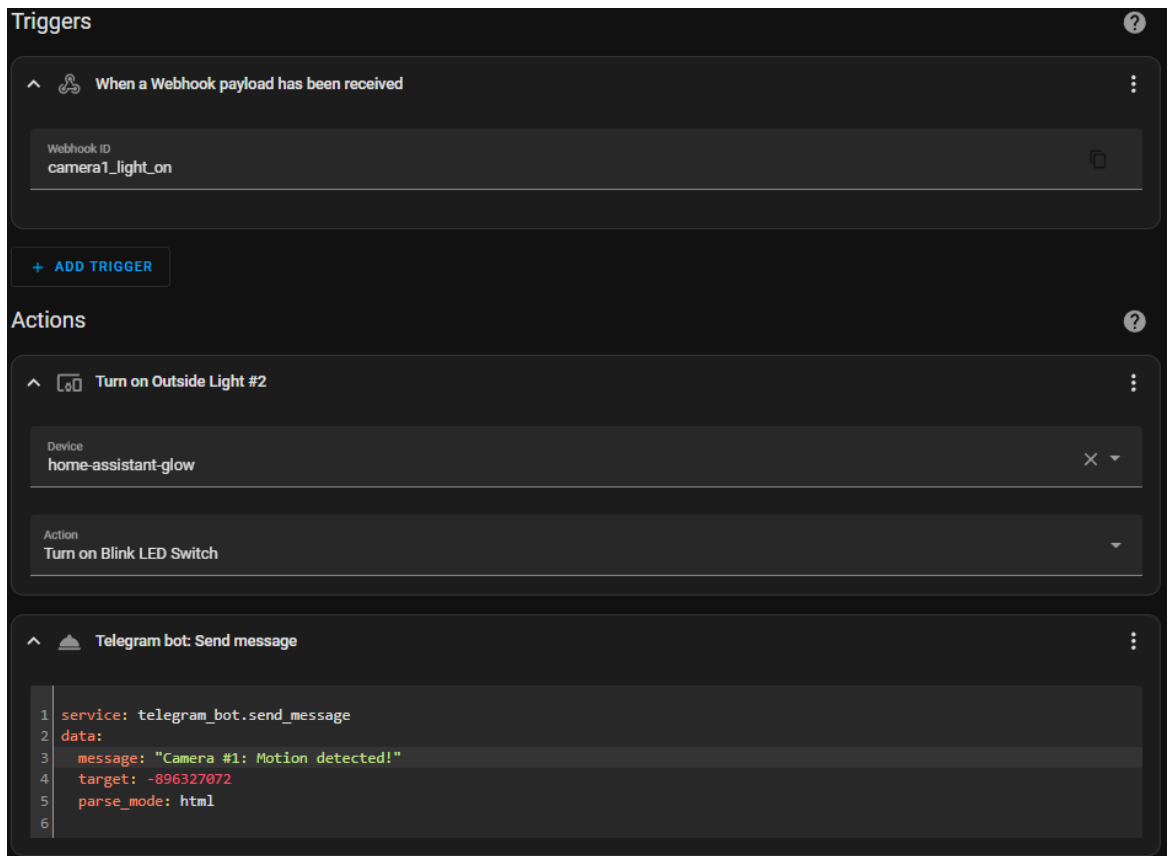 Triggers
When a Webhook payload has been received
Webhook ID
camera1_light_on
+ ADD TRIGGER
Actions
Turn on Outside Light #2
Device
home-assistant-glow
Action
Turn on Blink LED Switch
Telegram bot: Send message
1 service: telegram_bot.send_message
2 data:
3   message: "Camera #1: Motion detected!"
4   target: -896327072
5   parse_mode: html
6